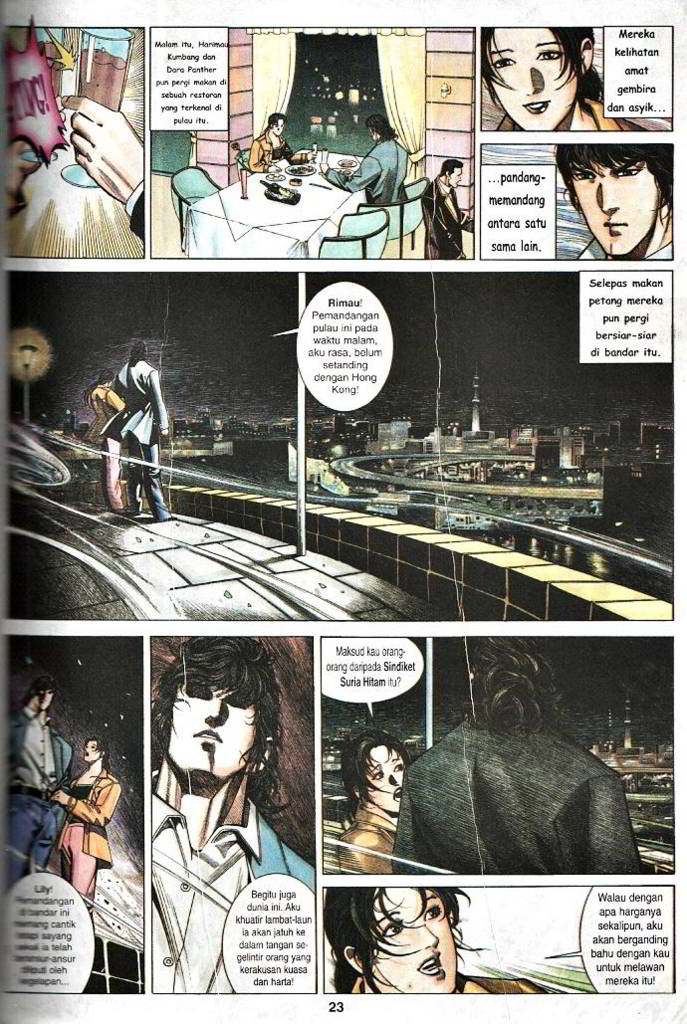 Malam itu, Harimau
Kumbang dan
Dara Panther
pun pergi makan di
sebuah restoran
yang terkenal di
pulau itu.
Mereka
kelihatan
amat
gembira
dan asyik...
...pandang-
memandang
antara satu
sama lain.
Selepas makan
petang mereka
pun pergi
bersiar-siar
di bandar itu.
Rimau!
Pemandangan
pulau ini pada
waktu malam,
aku rasa, belum
setanding
dengan Hong
Kong!
Lily!
Pemandangan
di bandar ini
memang cantik
tetapi sayang
ia telah
beransur-ansur
diliputi oleh
kegelapan...
Begitu juga
dunia ini. Aku
khuatir lambat-laun
ia akan jatuh ke
dalam tangan se-
gelintir orang yang
kerakusan kuasa
dan harta!
Maksud kau orang-
orang daripada Sindiket
Suria Hitam itu?
Walau dengan
apa harganya
sekalipun, aku
akan berganding
bahu dengan kau
untuk melawan
mereka itu!
23